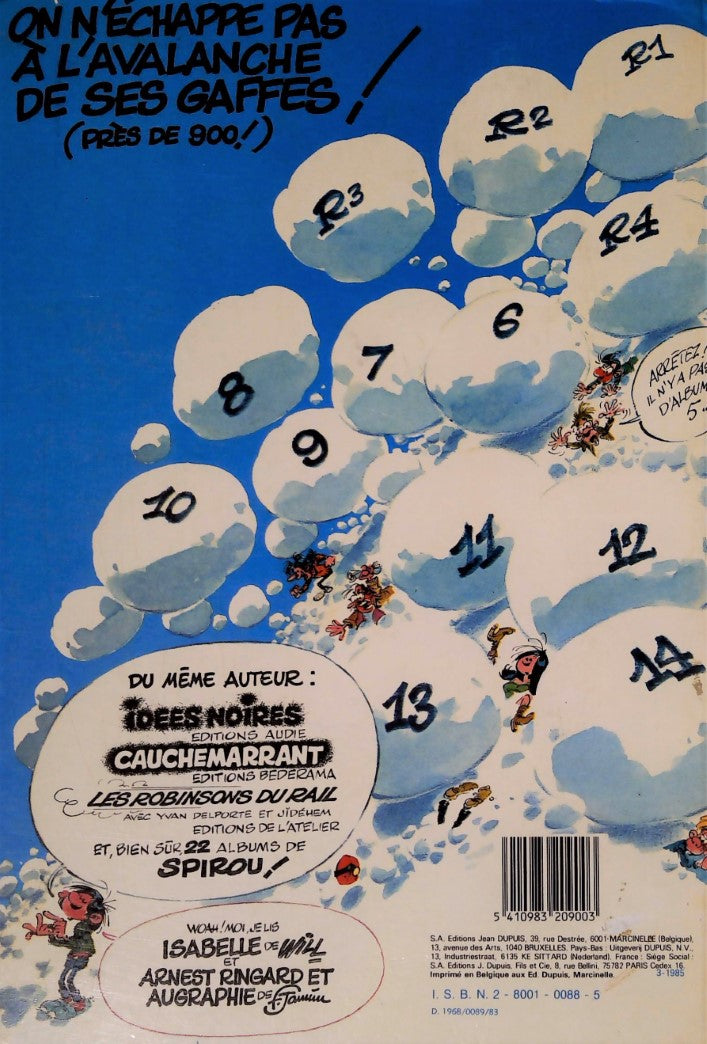 ON N'ÉCHAPPE PAS
À L'AVALANCHE
DE SES GAFFES !
(PRÈS DE 900!)
R1
R2
R3
R4
6
7
8
ARRÊTEZ!
IL N'Y A PAS
D'ALBUM
5...
9
10
11
12
13
14
DU MÊME AUTEUR :
IDEES NOIRES
EDITIONS AUDIE
CAUCHEMARRANT
EDITIONS BEDERAMA
LES ROBINSONS DU RAIL
AVEC YVAN DELPORTE ET JIDÉHEM
EDITIONS DE L'ATELIER
ET, BIEN SÛR 22 ALBUMS DE
SPIROU!
WOAH! MOI, JE LIS
ISABELLE DE WILL
ET
ARNEST RINGARD ET
AUGRAPHIE DE F. Jannin
5 410983 209003
S.A. Editions Jean DUPUIS, 39, rue Destrée, 6001-MARCINELLE (Belgique),
13, avenue des Arts, 1040 BRUXELLES. Pays-Bas : Uitgeverij DUPUIS, N.V.,
13, Industriestraat, 6135 KE SITTARD (Nederland). France : Siège Social :
S.A. Editions J. Dupuis, Fils et Cie, 8, rue Bellini, 75782 PARIS Cedex 16.
Imprimé en Belgique aux Ed. Dupuis, Marcinelle. 3-1985
I. S. B. N. 2 - 8001 - 0088 - 5
D. 1968/0089/83